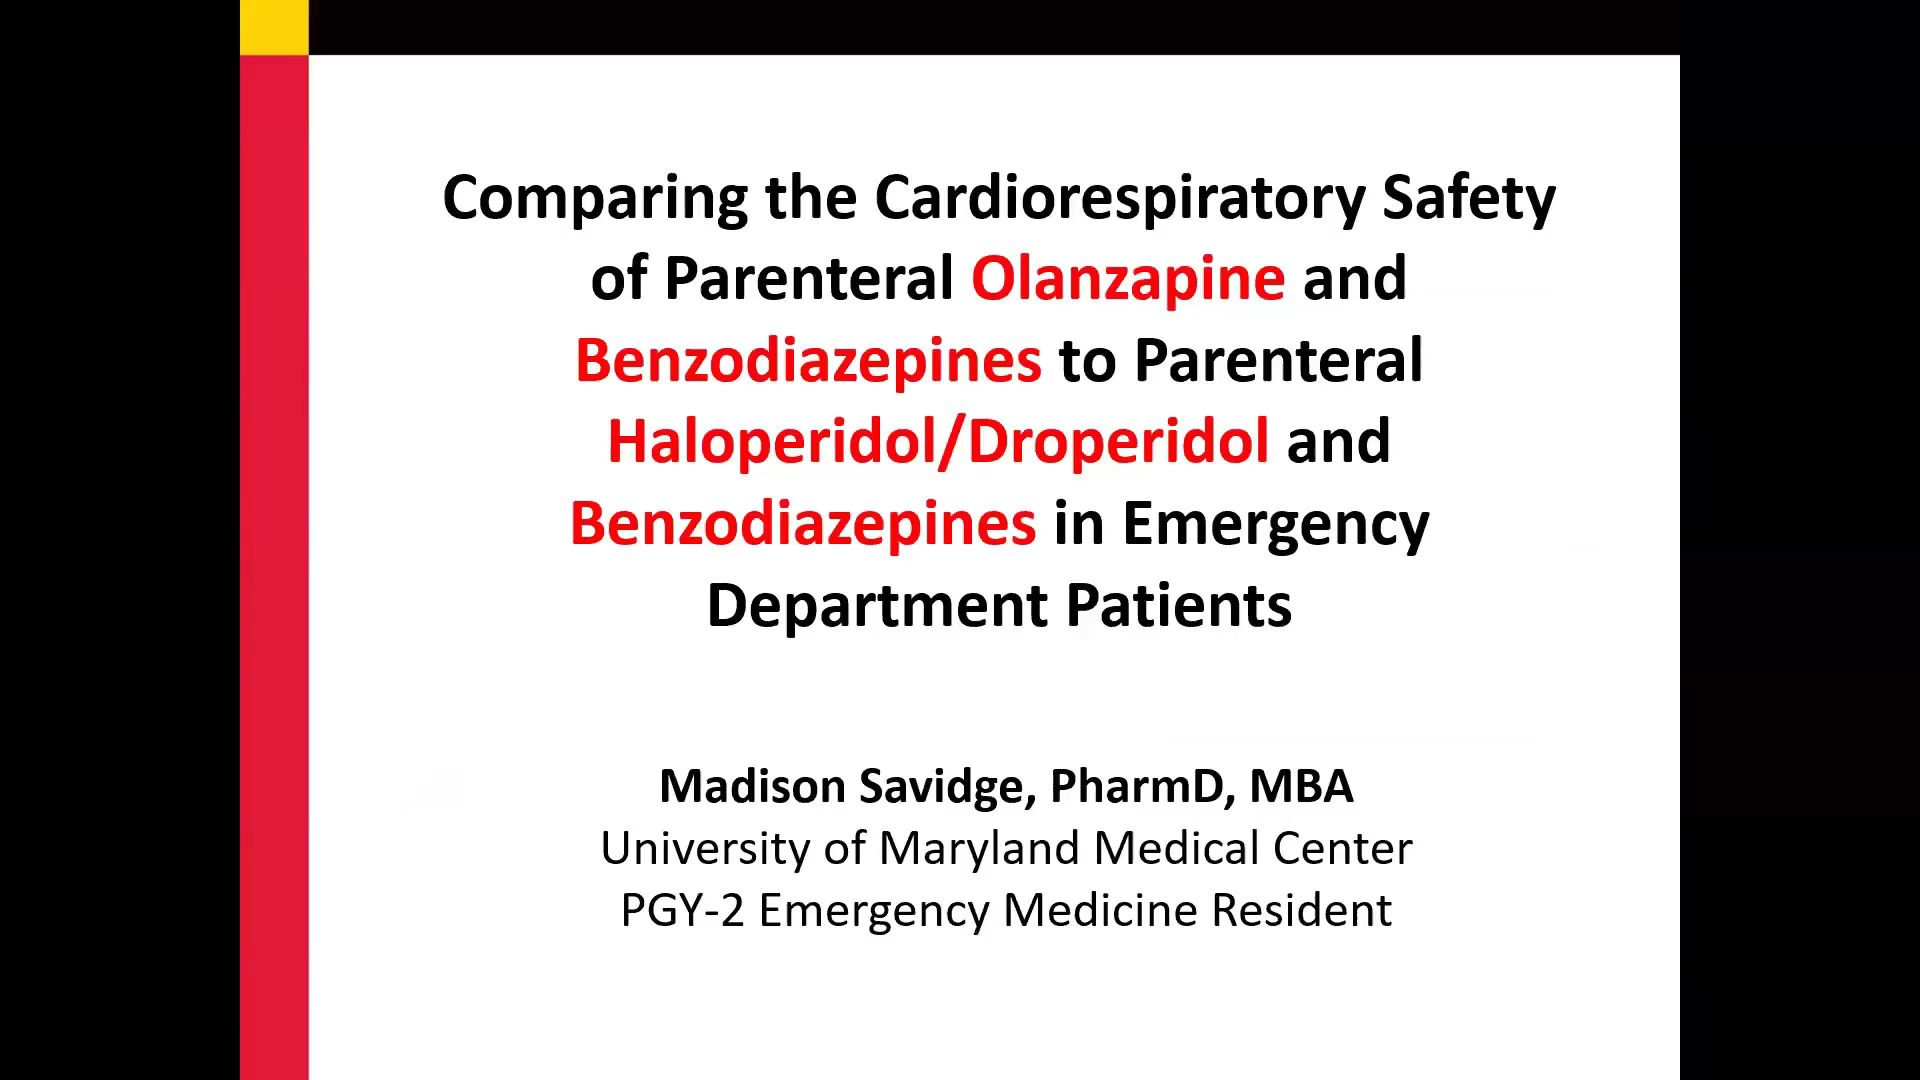 Comparing the Cardiorespiratory Safety
of Parenteral Olanzapine and
Benzodiazepines to Parenteral
Haloperidol/Droperidol and
Benzodiazepines in Emergency
Department Patients
Madison Savidge, PharmD, MBA
University of Maryland Medical Center
PGY-2 Emergency Medicine Resident